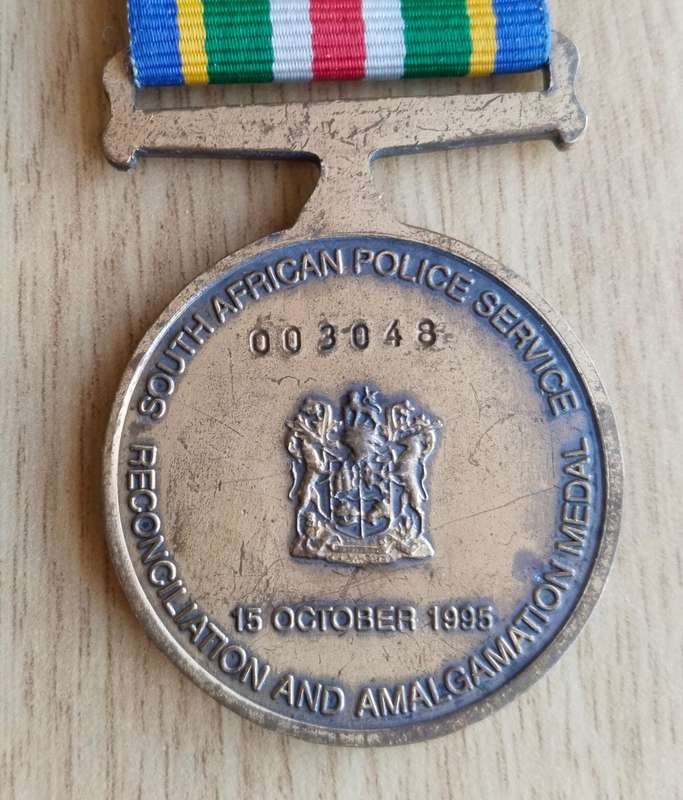 SOUTH AFRICAN POLICE SERVICE
003048
15 OCTOBER 1995
RECONCILIATION AND AMALGAMATION MEDAL